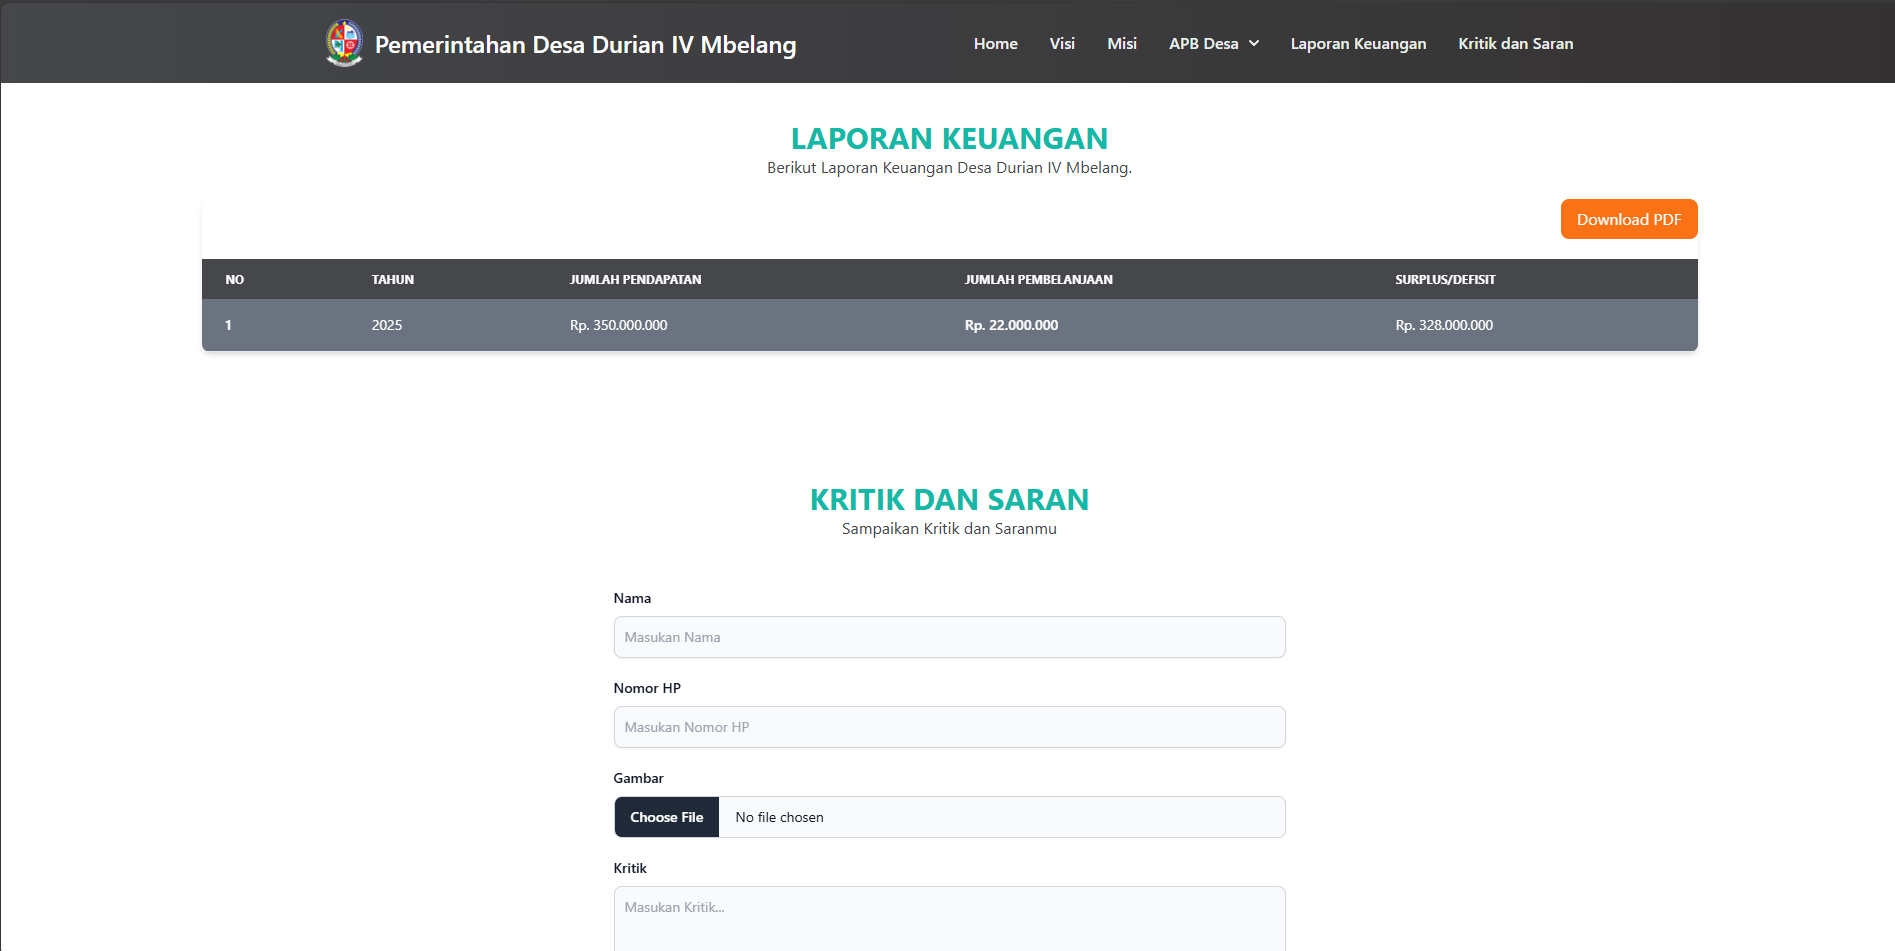 Pemerintahan Desa Durian IV Mbelang
Home Visi Misi APB Desa Laporan Keuangan Kritik dan Saran
LAPORAN KEUANGAN
Berikut Laporan Keuangan Desa Durian IV Mbelang.
Download PDF
NO TAHUN JUMLAH PENDAPATAN JUMLAH PEMBELANJAAN SURPLUS/DEFISIT
1 2025 Rp. 350.000.000 Rp. 22.000.000 Rp. 328.000.000
KRITIK DAN SARAN
Sampaikan Kritik dan Saranmu
Nama
Masukan Nama
Nomor HP
Masukan Nomor HP
Gambar
Choose File No file chosen
Kritik
Masukan Kritik...